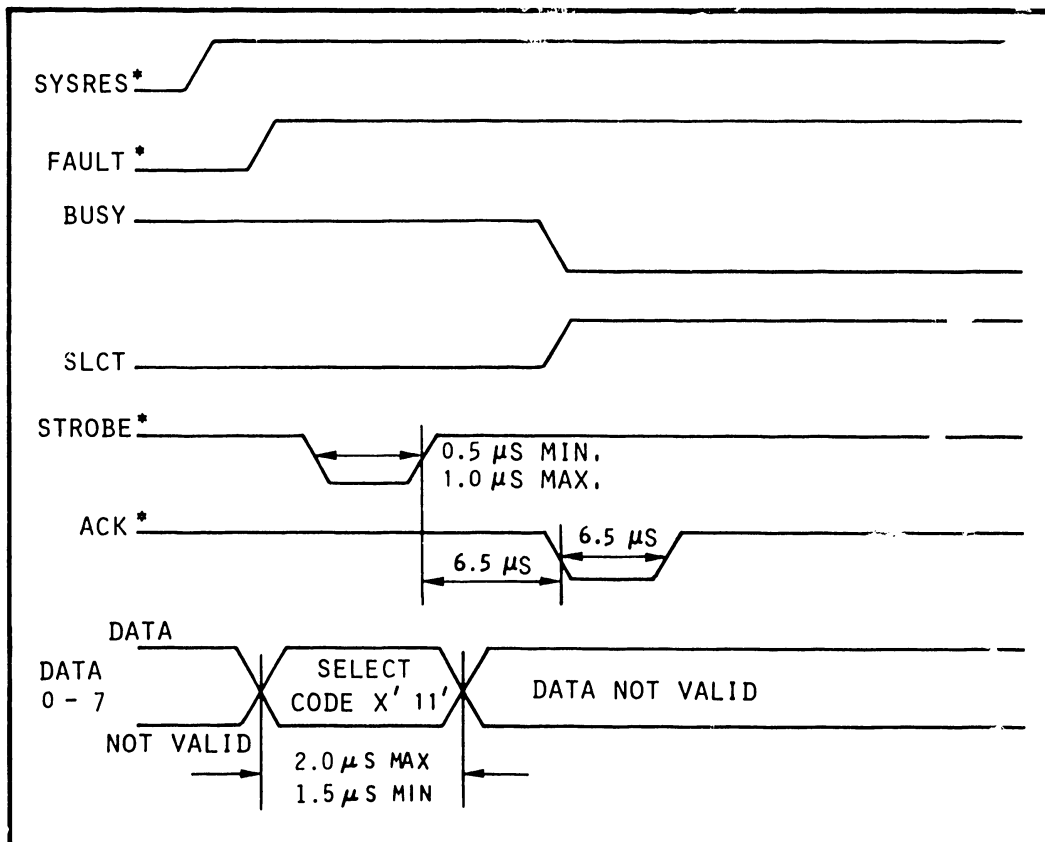 SYSRES*
FAULT*
BUSY
SLCT
STROBE*
0.5 µS MIN.
1.0 µS MAX.
ACK*
6.5 µS
6.5 µS
DATA
DATA
0 - 7
SELECT
CODE X' 11'
DATA NOT VALID
NOT VALID
2.0 µS MAX
1.5 µS MIN